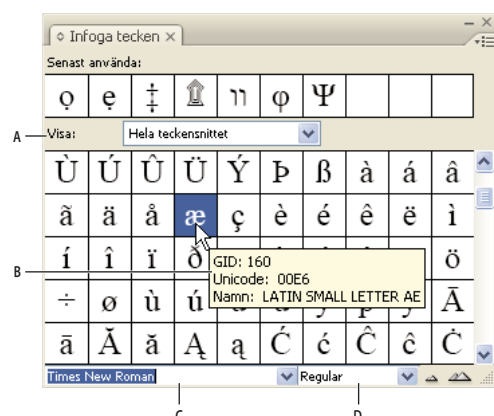 Infoga tecken ×
Senast använda:
ọ ẹ ‡ ײ φ Ψ
A
Visa: Hela teckensnittet
Ù Ú Û Ü Ý Þ ß à á â
ã ä å æ ç è é ê ë ì
í î ï ð ö
B
GID: 160
Unicode: 00E6
Namn: LATIN SMALL LETTER AE
÷ ø ù ú Ā
ā Ă ă Ą ą Ć ć Ĉ ĉ Ċ
Times New Roman Regular
C D